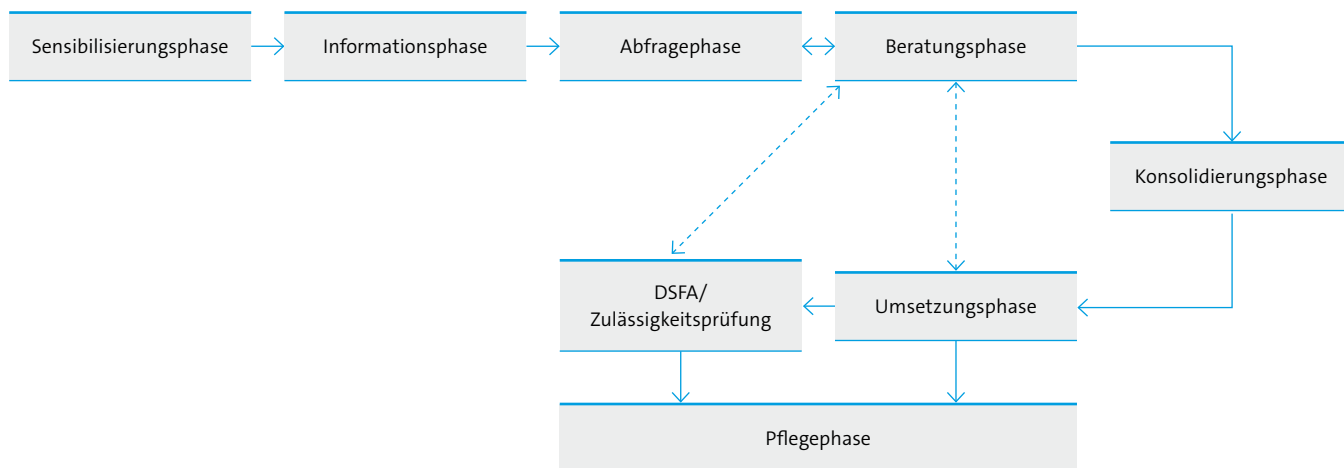 Sensibilisierungsphase
Informationsphase
Abfragephase
Beratungsphase
Konsolidierungsphase
DSFA/
Zulässigkeitsprüfung
Umsetzungsphase
Pflegephase